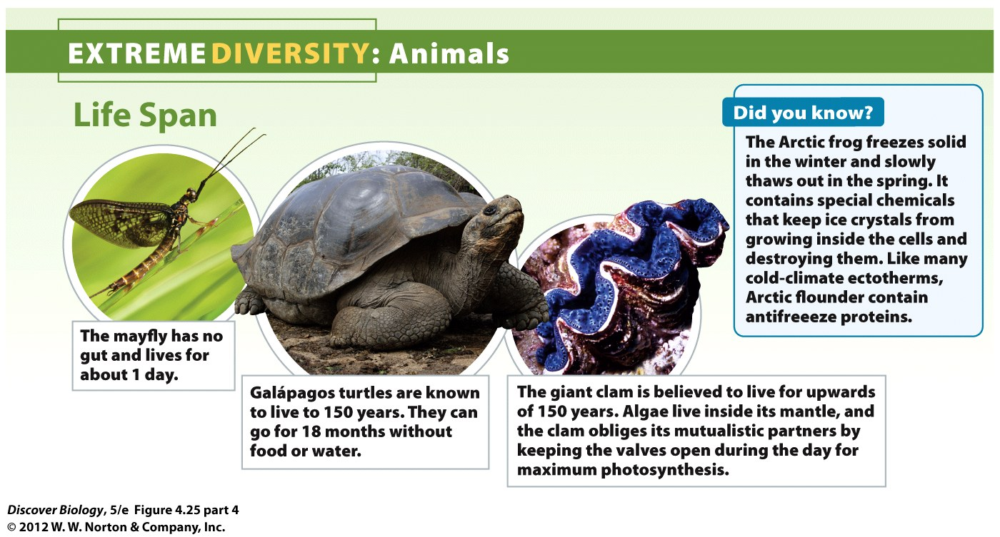 EXTREME DIVERSITY: Animals
Life Span
The mayfly has no
gut and lives for
about 1 day.
Galápagos turtles are known
to live to 150 years. They can
go for 18 months without
food or water.
The giant clam is believed to live for upwards
of 150 years. Algae live inside its mantle, and
the clam obliges its mutualistic partners by
keeping the valves open during the day for
maximum photosynthesis.
Did you know?
The Arctic frog freezes solid
in the winter and slowly
thaws out in the spring. It
contains special chemicals
that keep ice crystals from
growing inside the cells and
destroying them. Like many
cold-climate ectotherms,
Arctic flounder contain
antifreeeze proteins.
Discover Biology, 5/e Figure 4.25 part 4
© 2012 W. W. Norton & Company, Inc.